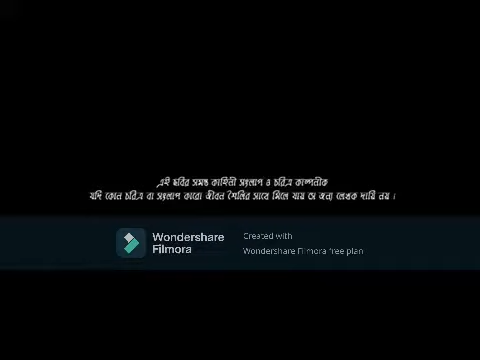 এই ছবির সমস্ত কাহিনী সংলাপ ও চরিত্র কাল্পনীক
যদি কোন চরিত্র বা সংলাপ কারো জীবন শৈলির সাথে মিলে যায় তার জন্য লেখক দায়ি নয় ।
Wondershare
Filmora
Created with
Wondershare Filmora free plan